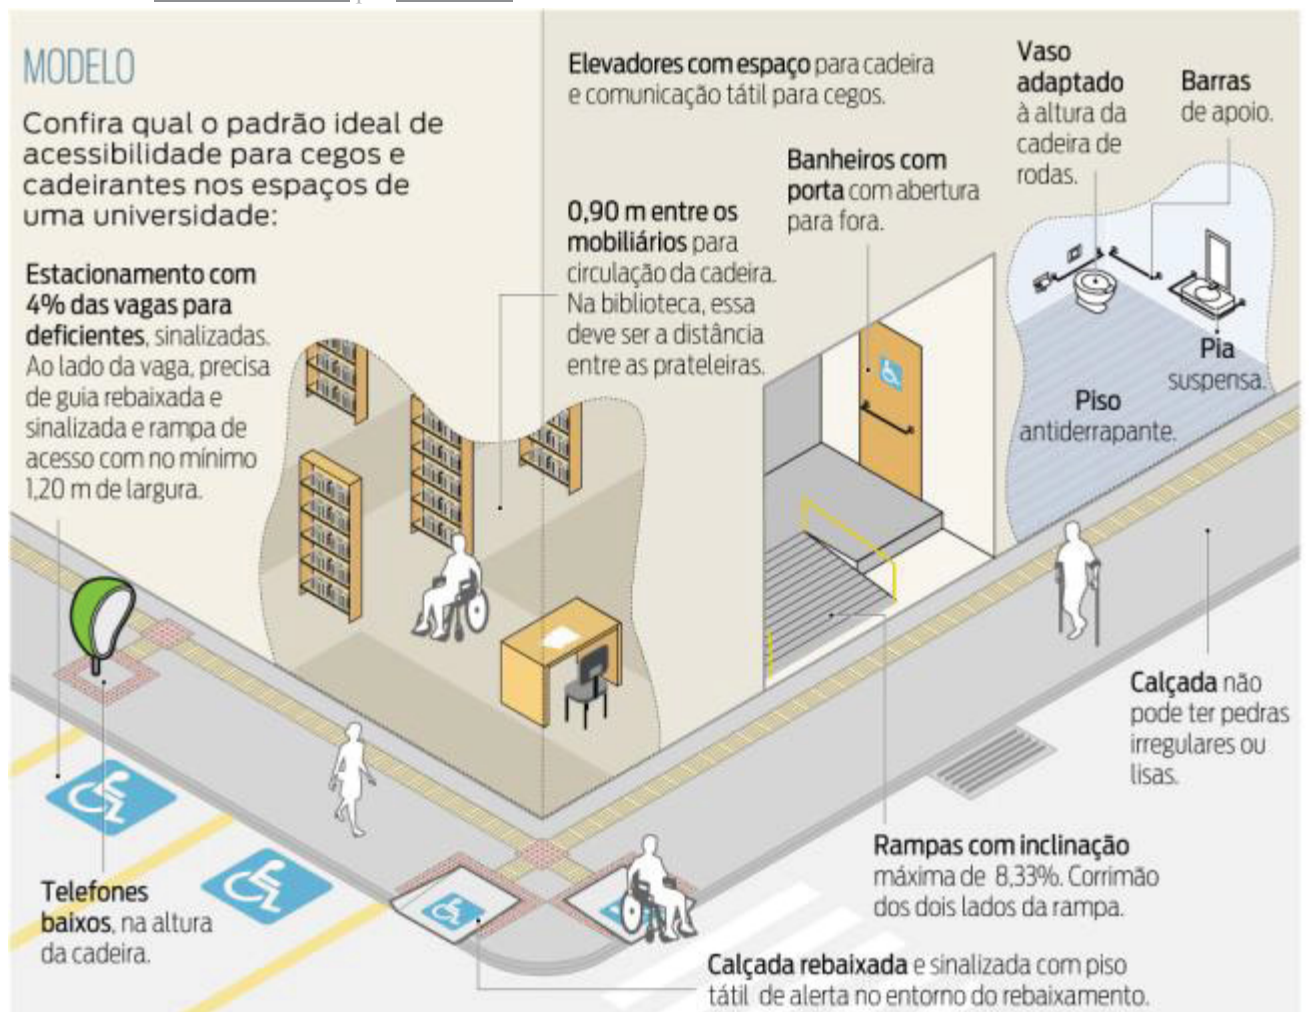 MODELO
Confira qual o padrão ideal de
acessibilidade para cegos e
cadeirantes nos espaços de
uma universidade:
Estacionamento com
4% das vagas para
deficientes, sinalizadas.
Ao lado da vaga, precisa
de guia rebaixada e
sinalizada e rampa de
acesso com no mínimo
1,20 m de largura.
Elevadores com espaço para cadeira
e comunicação tátil para cegos.
0,90 m entre os
mobiliários para
circulação da cadeira.
Na biblioteca, essa
deve ser a distância
entre as prateleiras.
Banheiros com
porta com abertura
para fora.
Vaso
adaptado
à altura da
cadeira de
rodas.
Barras
de apoio.
Pia
suspensa.
Piso
antiderrapante.
Calçada não
pode ter pedras
irregulares ou
lisas.
Rampas com inclinação
máxima de 8,33%. Corrimão
dos dois lados da rampa.
Telefones
baixos, na altura
da cadeira.
Calçada rebaixada e sinalizada com piso
tátil de alerta no entorno do rebaixamento.